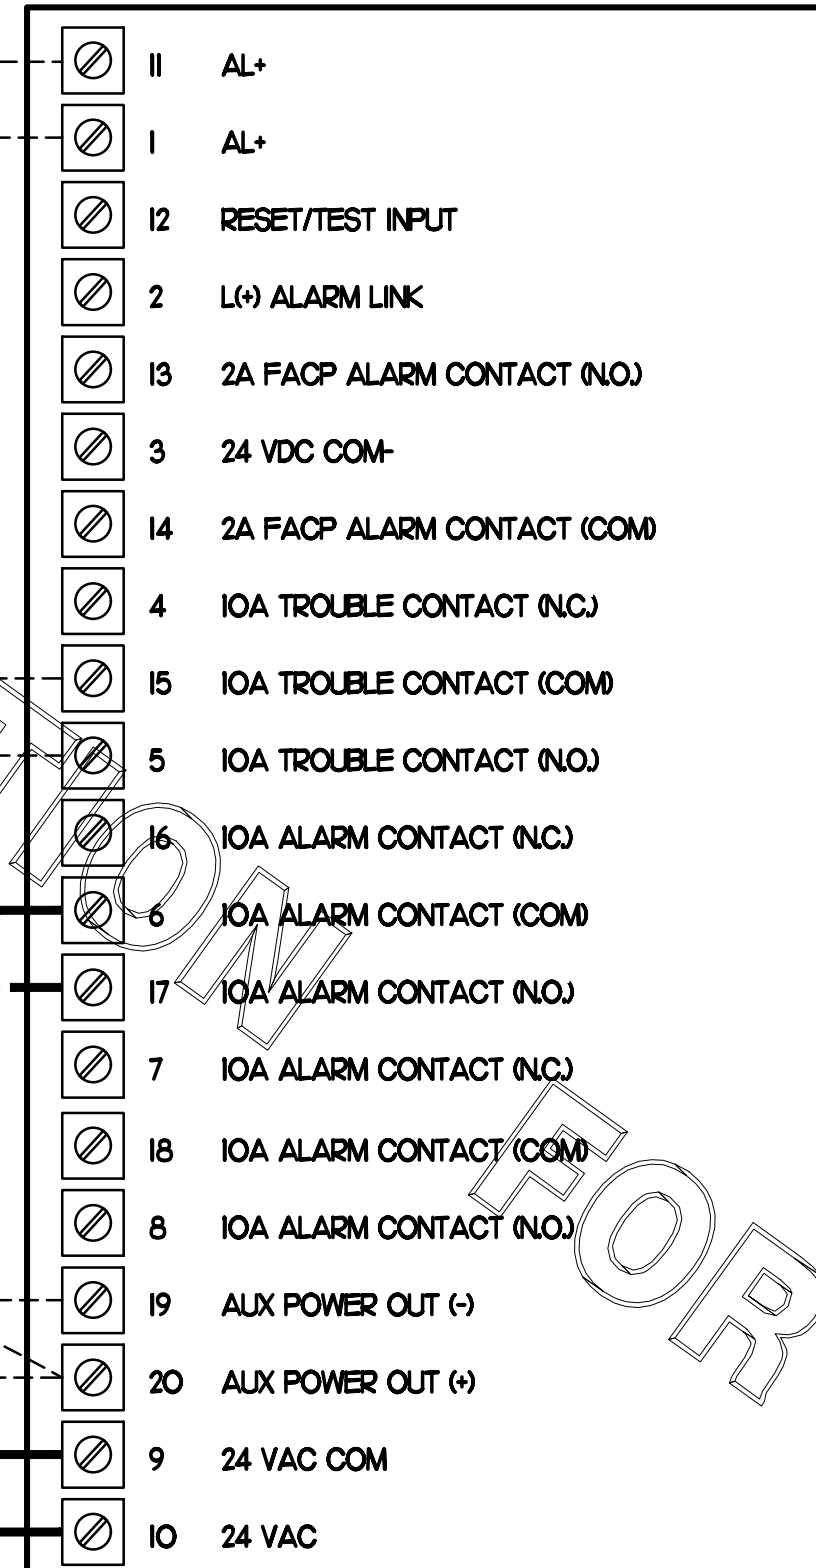 11 AL+
1 AL+
12 RESET/TEST INPUT
2 L(+) ALARM LINK
13 2A FACP ALARM CONTACT (N.O.)
3 24 VDC COM-
14 2A FACP ALARM CONTACT (COM)
4 10A TROUBLE CONTACT (N.C.)
15 10A TROUBLE CONTACT (COM)
5 10A TROUBLE CONTACT (N.O.)
16 10A ALARM CONTACT (N.C.)
6 10A ALARM CONTACT (COM)
17 10A ALARM CONTACT (N.O.)
7 10A ALARM CONTACT (N.C.)
18 10A ALARM CONTACT (COM)
8 10A ALARM CONTACT (N.O.)
19 AUX POWER OUT (-)
20 AUX POWER OUT (+)
9 24 VAC COM
10 24 VAC
TION
FOR